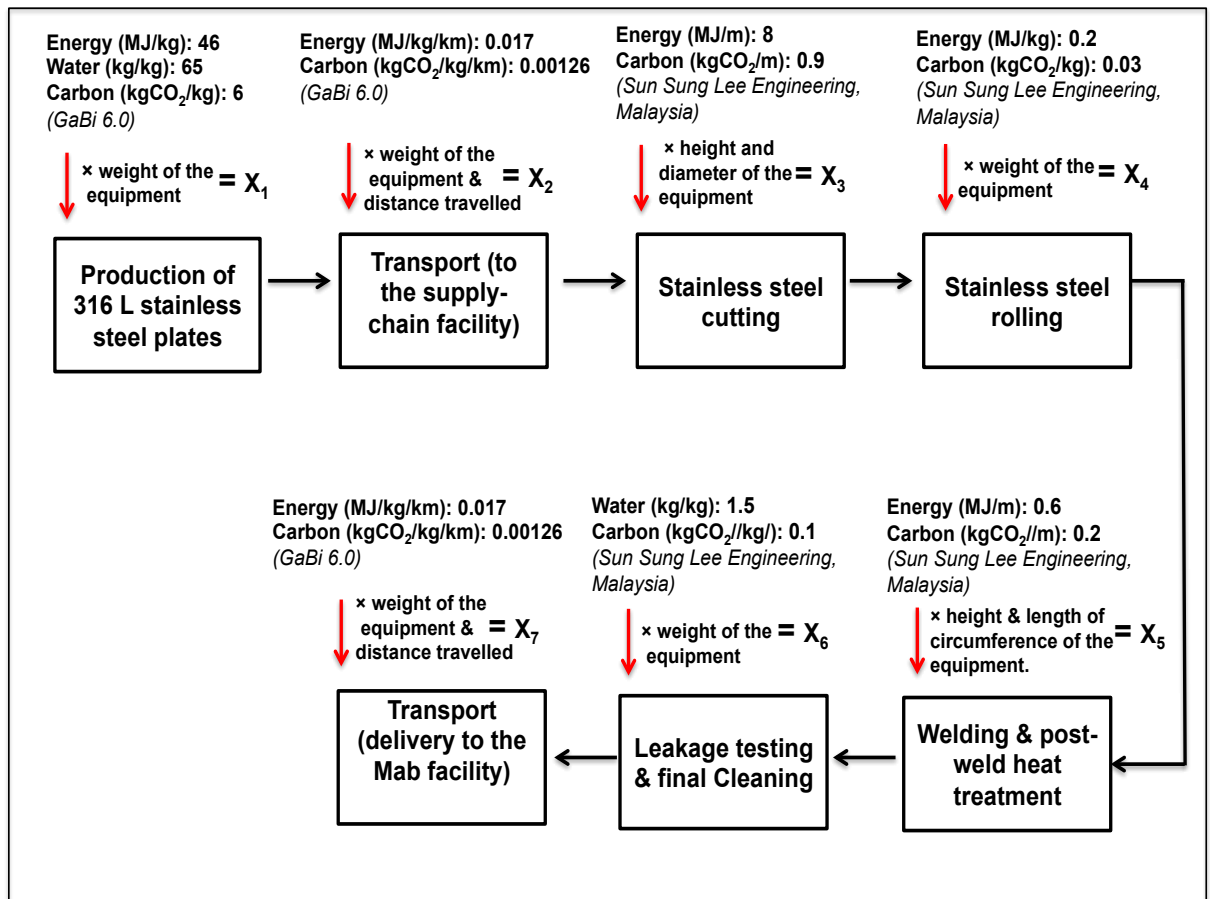 Energy (MJ/kg): 46
Water (kg/kg): 65
Carbon (kgCO₂/kg): 6
(GaBi 6.0)
× weight of the
equipment
= X₁
Production of
316 L stainless
steel plates
Energy (MJ/kg/km): 0.017
Carbon (kgCO₂/kg/km): 0.00126
(GaBi 6.0)
× weight of the
equipment &
distance travelled
= X₂
Transport (to
the supply-
chain facility)
Energy (MJ/m): 8
Carbon (kgCO₂/m): 0.9
(Sun Sung Lee Engineering,
Malaysia)
× height and
diameter of the
equipment
= X₃
Stainless steel
cutting
Energy (MJ/kg): 0.2
Carbon (kgCO₂/kg): 0.03
(Sun Sung Lee Engineering,
Malaysia)
× weight of the
equipment
= X₄
Stainless steel
rolling
Energy (MJ/kg/km): 0.017
Carbon (kgCO₂/kg/km): 0.00126
(GaBi 6.0)
× weight of the
equipment &
distance travelled
= X₇
Transport
(delivery to the
Mab facility)
Water (kg/kg): 1.5
Carbon (kgCO₂//kg/): 0.1
(Sun Sung Lee Engineering,
Malaysia)
× weight of the
equipment
= X₆
Leakage testing
& final Cleaning
Energy (MJ/m): 0.6
Carbon (kgCO₂//m): 0.2
(Sun Sung Lee Engineering,
Malaysia)
× height & length of
circumference of the
equipment.
= X₅
Welding & post-
weld heat
treatment